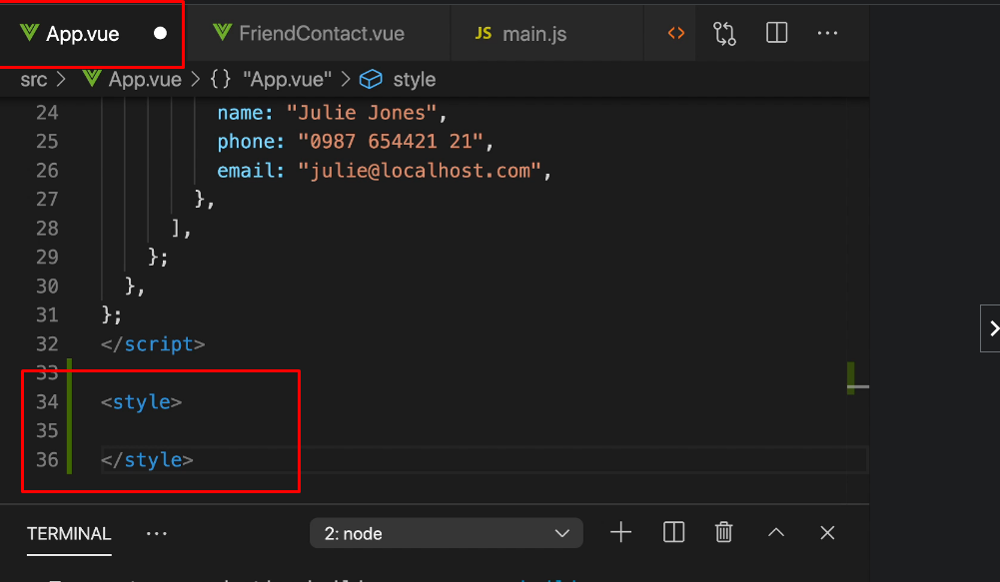 App.vue FriendContact.vue JS main.js <> ...
src > App.vue > {} "App.vue" > style
24 name: "Julie Jones",
25 phone: "0987 654421 21",
26 email: "julie@localhost.com",
27 },
28 ],
29 };
30 },
31 };
32 </script>
33
34 <style>
35
36 </style>
TERMINAL ... 2: node